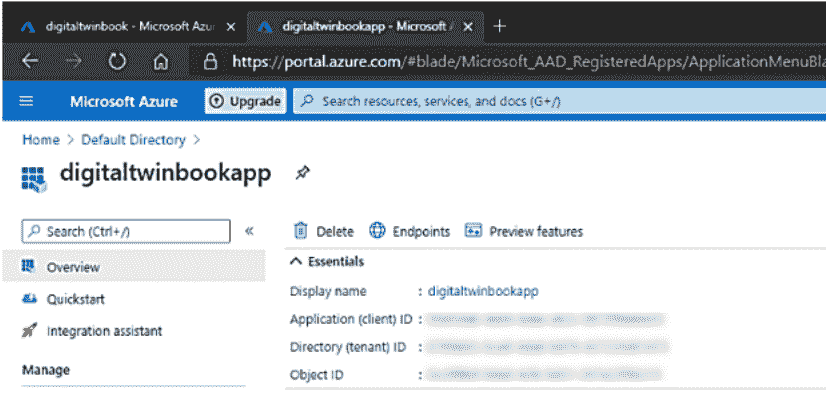 digitaltwinbook - Microsoft Azur
digitaltwinbookapp - Microsoft A
https://portal.azure.com/#blade/Microsoft_AAD_RegisteredApps/ApplicationMenuBla
Microsoft Azure
Upgrade
Search resources, services, and docs (G+/)
Home > Default Directory >
digitaltwinbookapp
Search (Ctrl+/)
«
Delete
Endpoints
Preview features
Overview
Quickstart
Integration assistant
Manage
Essentials
Display name : digitaltwinbookapp
Application (client) ID :
Directory (tenant) ID :
Object ID :